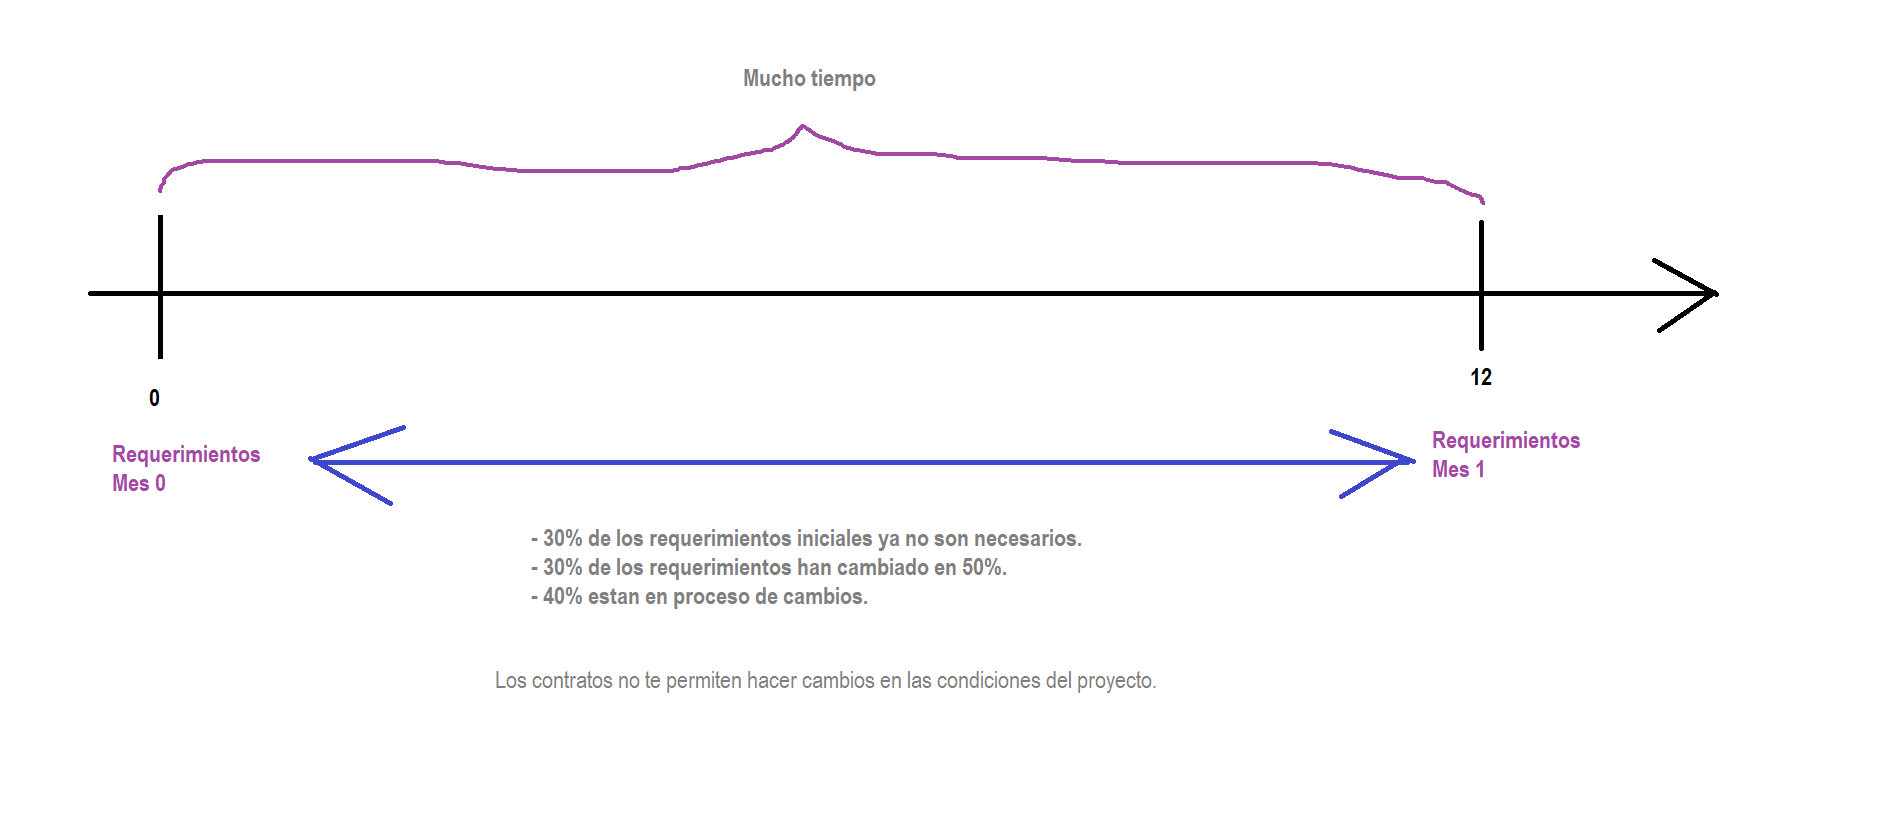 Mucho tiempo
0
12
Requerimientos
Mes 0
Requerimientos
Mes 1
- 30% de los requerimientos iniciales ya no son necesarios.
- 30% de los requerimientos han cambiado en 50%.
- 40% estan en proceso de cambios.
Los contratos no te permiten hacer cambios en las condiciones del proyecto.